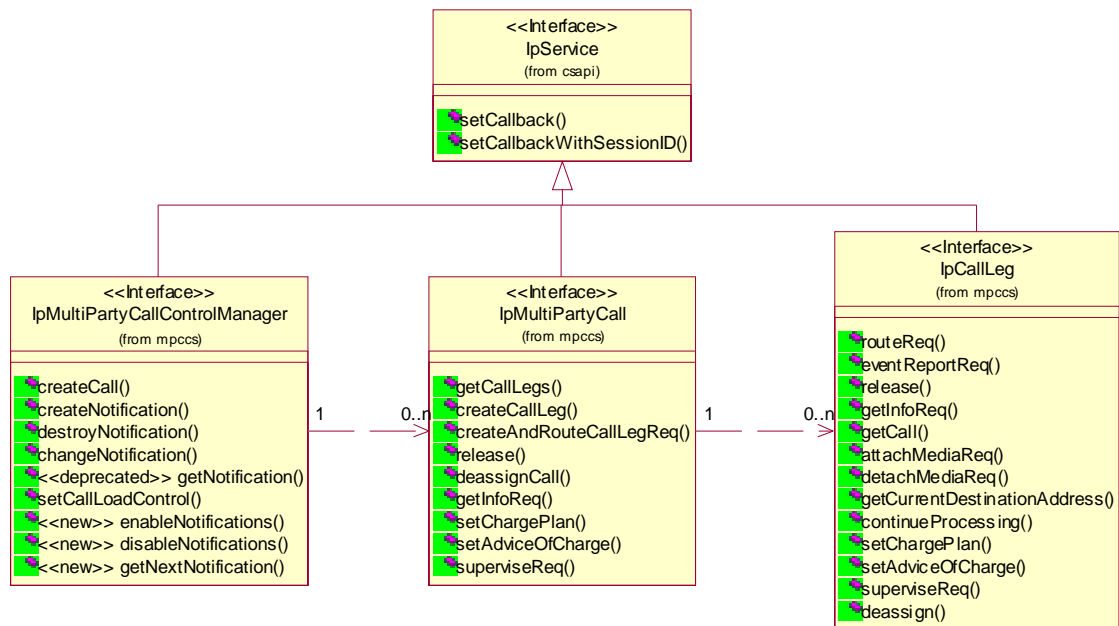 <<Interface>>
IpService
(from csapi)
setCallback()
setCallbackWithSessionID()
<<Interface>>
IpMultiPartyCallControlManager
(from mpccs)
createCall()
createNotification()
destroyNotification()
changeNotification()
<<deprecated>> getNotification()
setCallLoadControl()
<<new>> enableNotifications()
<<new>> disableNotifications()
<<new>> getNextNotification()
1
0..n
<<Interface>>
IpMultiPartyCall
(from mpccs)
getCallLegs()
createCallLeg()
createAndRouteCallLegReq()
release()
deassignCall()
getInfoReq()
setChargePlan()
setAdviceOfCharge()
superviseReq()
1
0..n
<<Interface>>
IpCallLeg
(from mpccs)
routeReq()
eventReportReq()
release()
getInfoReq()
getCall()
attachMediaReq()
detachMediaReq()
getCurrentDestinationAddress()
continueProcessing()
setChargePlan()
setAdviceOfCharge()
superviseReq()
deassign()